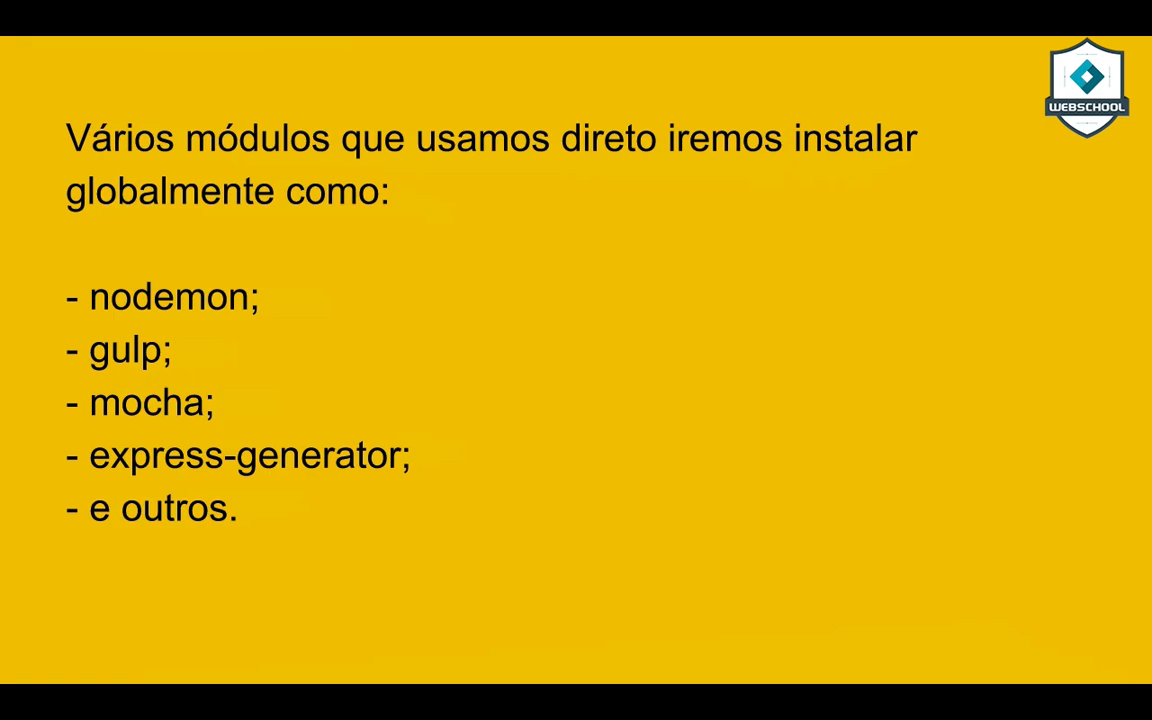 WEBSCHOOL
Vários módulos que usamos direto iremos instalar
globalmente como:
- nodemon;
- gulp;
- mocha;
- express-generator;
- e outros.